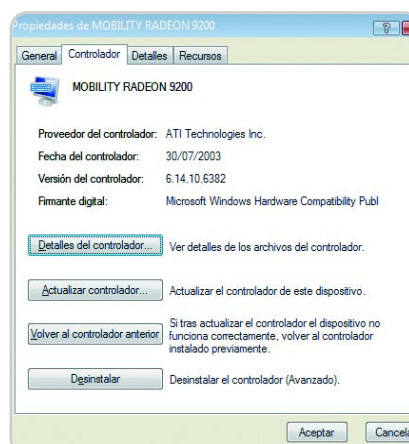 Propiedades de MOBILITY RADEON 9200
General Controlador Detalles Recursos
MOBILITY RADEON 9200
Proveedor del controlador: ATI Technologies Inc.
Fecha del controlador: 30/07/2003
Versión del controlador: 6.14.10.6382
Firmante digital: Microsoft Windows Hardware Compatibility Publ
Detalles del controlador... Ver detalles de los archivos del controlador.
Actualizar controlador... Actualizar el controlador de este dispositivo.
Volver al controlador anterior Si tras actualizar el controlador el dispositivo no
funciona correctamente, volver al controlador
instalado previamente.
Desinstalar Desinstalar el controlador (Avanzado).
Aceptar Cancela